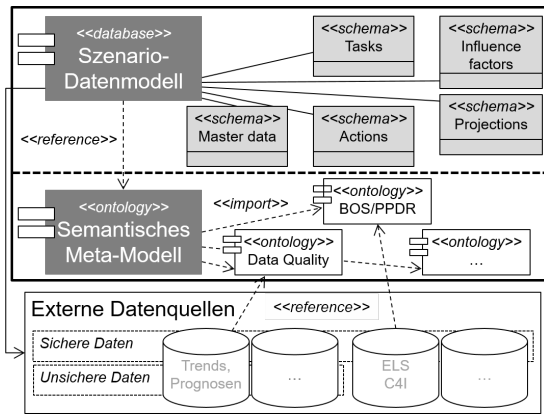 <<database>>
Szenario-
Datenmodell
<<schema>>
Tasks
<<schema>>
Influence
factors
<<schema>>
Master data
<<schema>>
Actions
<<schema>>
Projections
<<reference>>
<<ontology>>
Semantisches
Meta-Modell
<<import>>
<<ontology>>
BOS/PPDR
<<ontology>>
Data Quality
<<ontology>>
...
Externe Datenquellen
<<reference>>
Sichere Daten
Unsichere Daten
Trends,
Prognosen
...
ELS
C4I
...